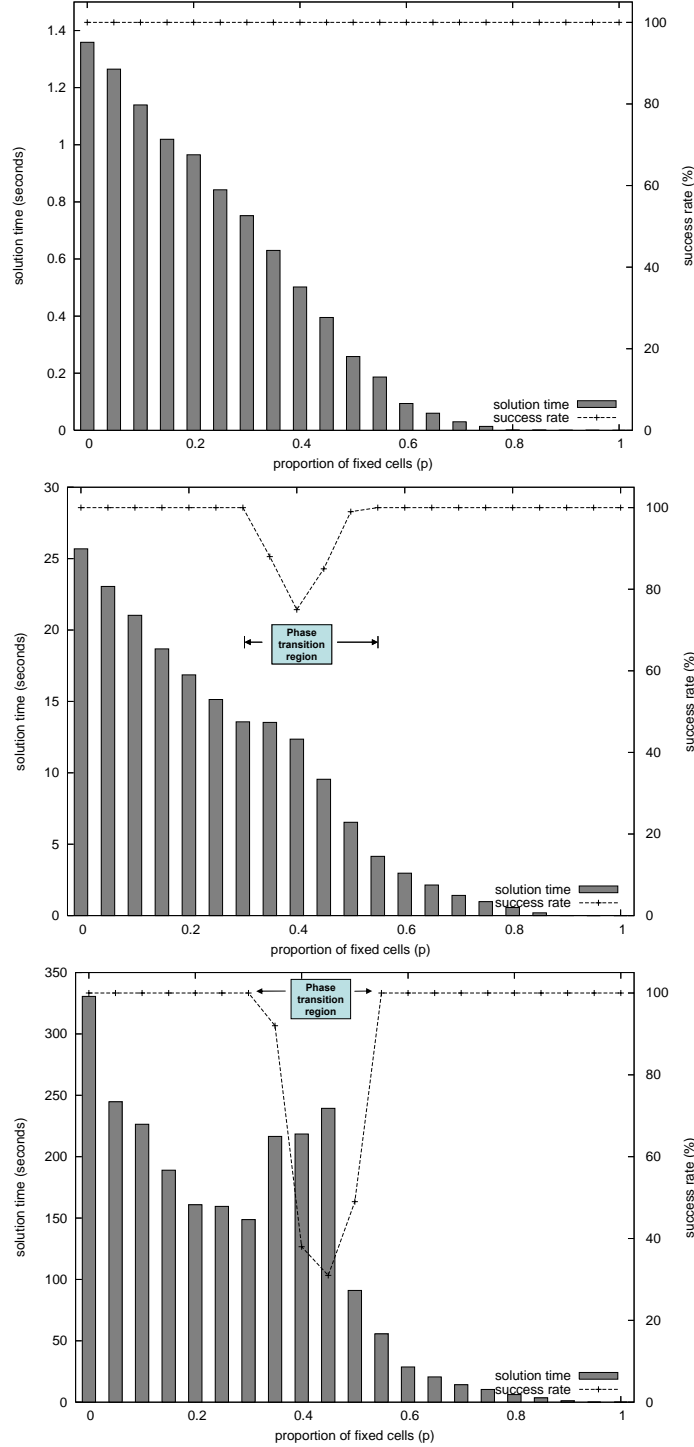 1.4
1.2
1
0.8
0.6
0.4
0.2
0
100
80
60
40
20
0
solution time (seconds)
success rate (%)
solution time
success rate
0 0.2 0.4 0.6 0.8 1
proportion of fixed cells (p)
30
25
20
15
10
5
0
100
80
60
40
20
0
solution time (seconds)
success rate (%)
Phase
transition
region
solution time
success rate
0 0.2 0.4 0.6 0.8 1
proportion of fixed cells (p)
350
300
250
200
150
100
50
0
100
80
60
40
20
0
solution time (seconds)
success rate (%)
Phase
transition
region
solution time
success rate
0 0.2 0.4 0.6 0.8 1
proportion of fixed cells (p)